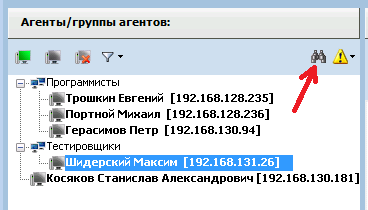 Агенты/группы агентов:
Программисты
Трошкин Евгений [192.168.128.235]
Портной Михаил [192.168.128.236]
Герасимов Петр [192.168.130.94]
Тестировщики
Шидерский Максим [192.168.131.26]
Косяков Станислав Александрович [192.168.130.181]